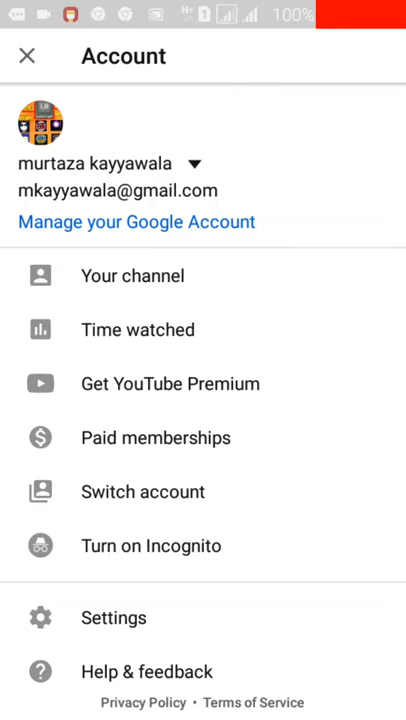 100%
Account
murtaza kayyawala
mkayyawala@gmail.com
Manage your Google Account
Your channel
Time watched
Get YouTube Premium
Paid memberships
Switch account
Turn on Incognito
Settings
Help & feedback
Privacy Policy • Terms of Service